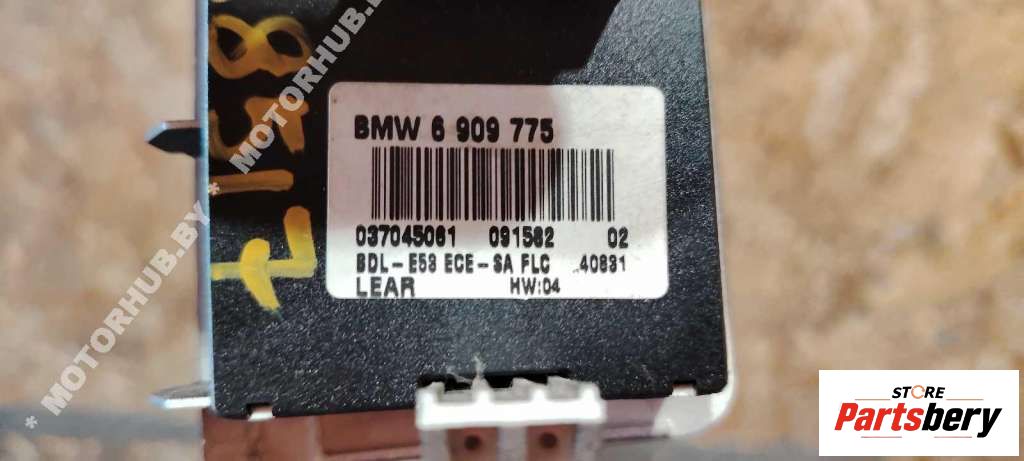 BMW 6 909 775
037045061 091582 02
BDL-E53 ECE-SA FLC 40831
LEAR HW:04
* MOTORHUB.BY * MOTORHUB.BY *
STORE
Partsbery